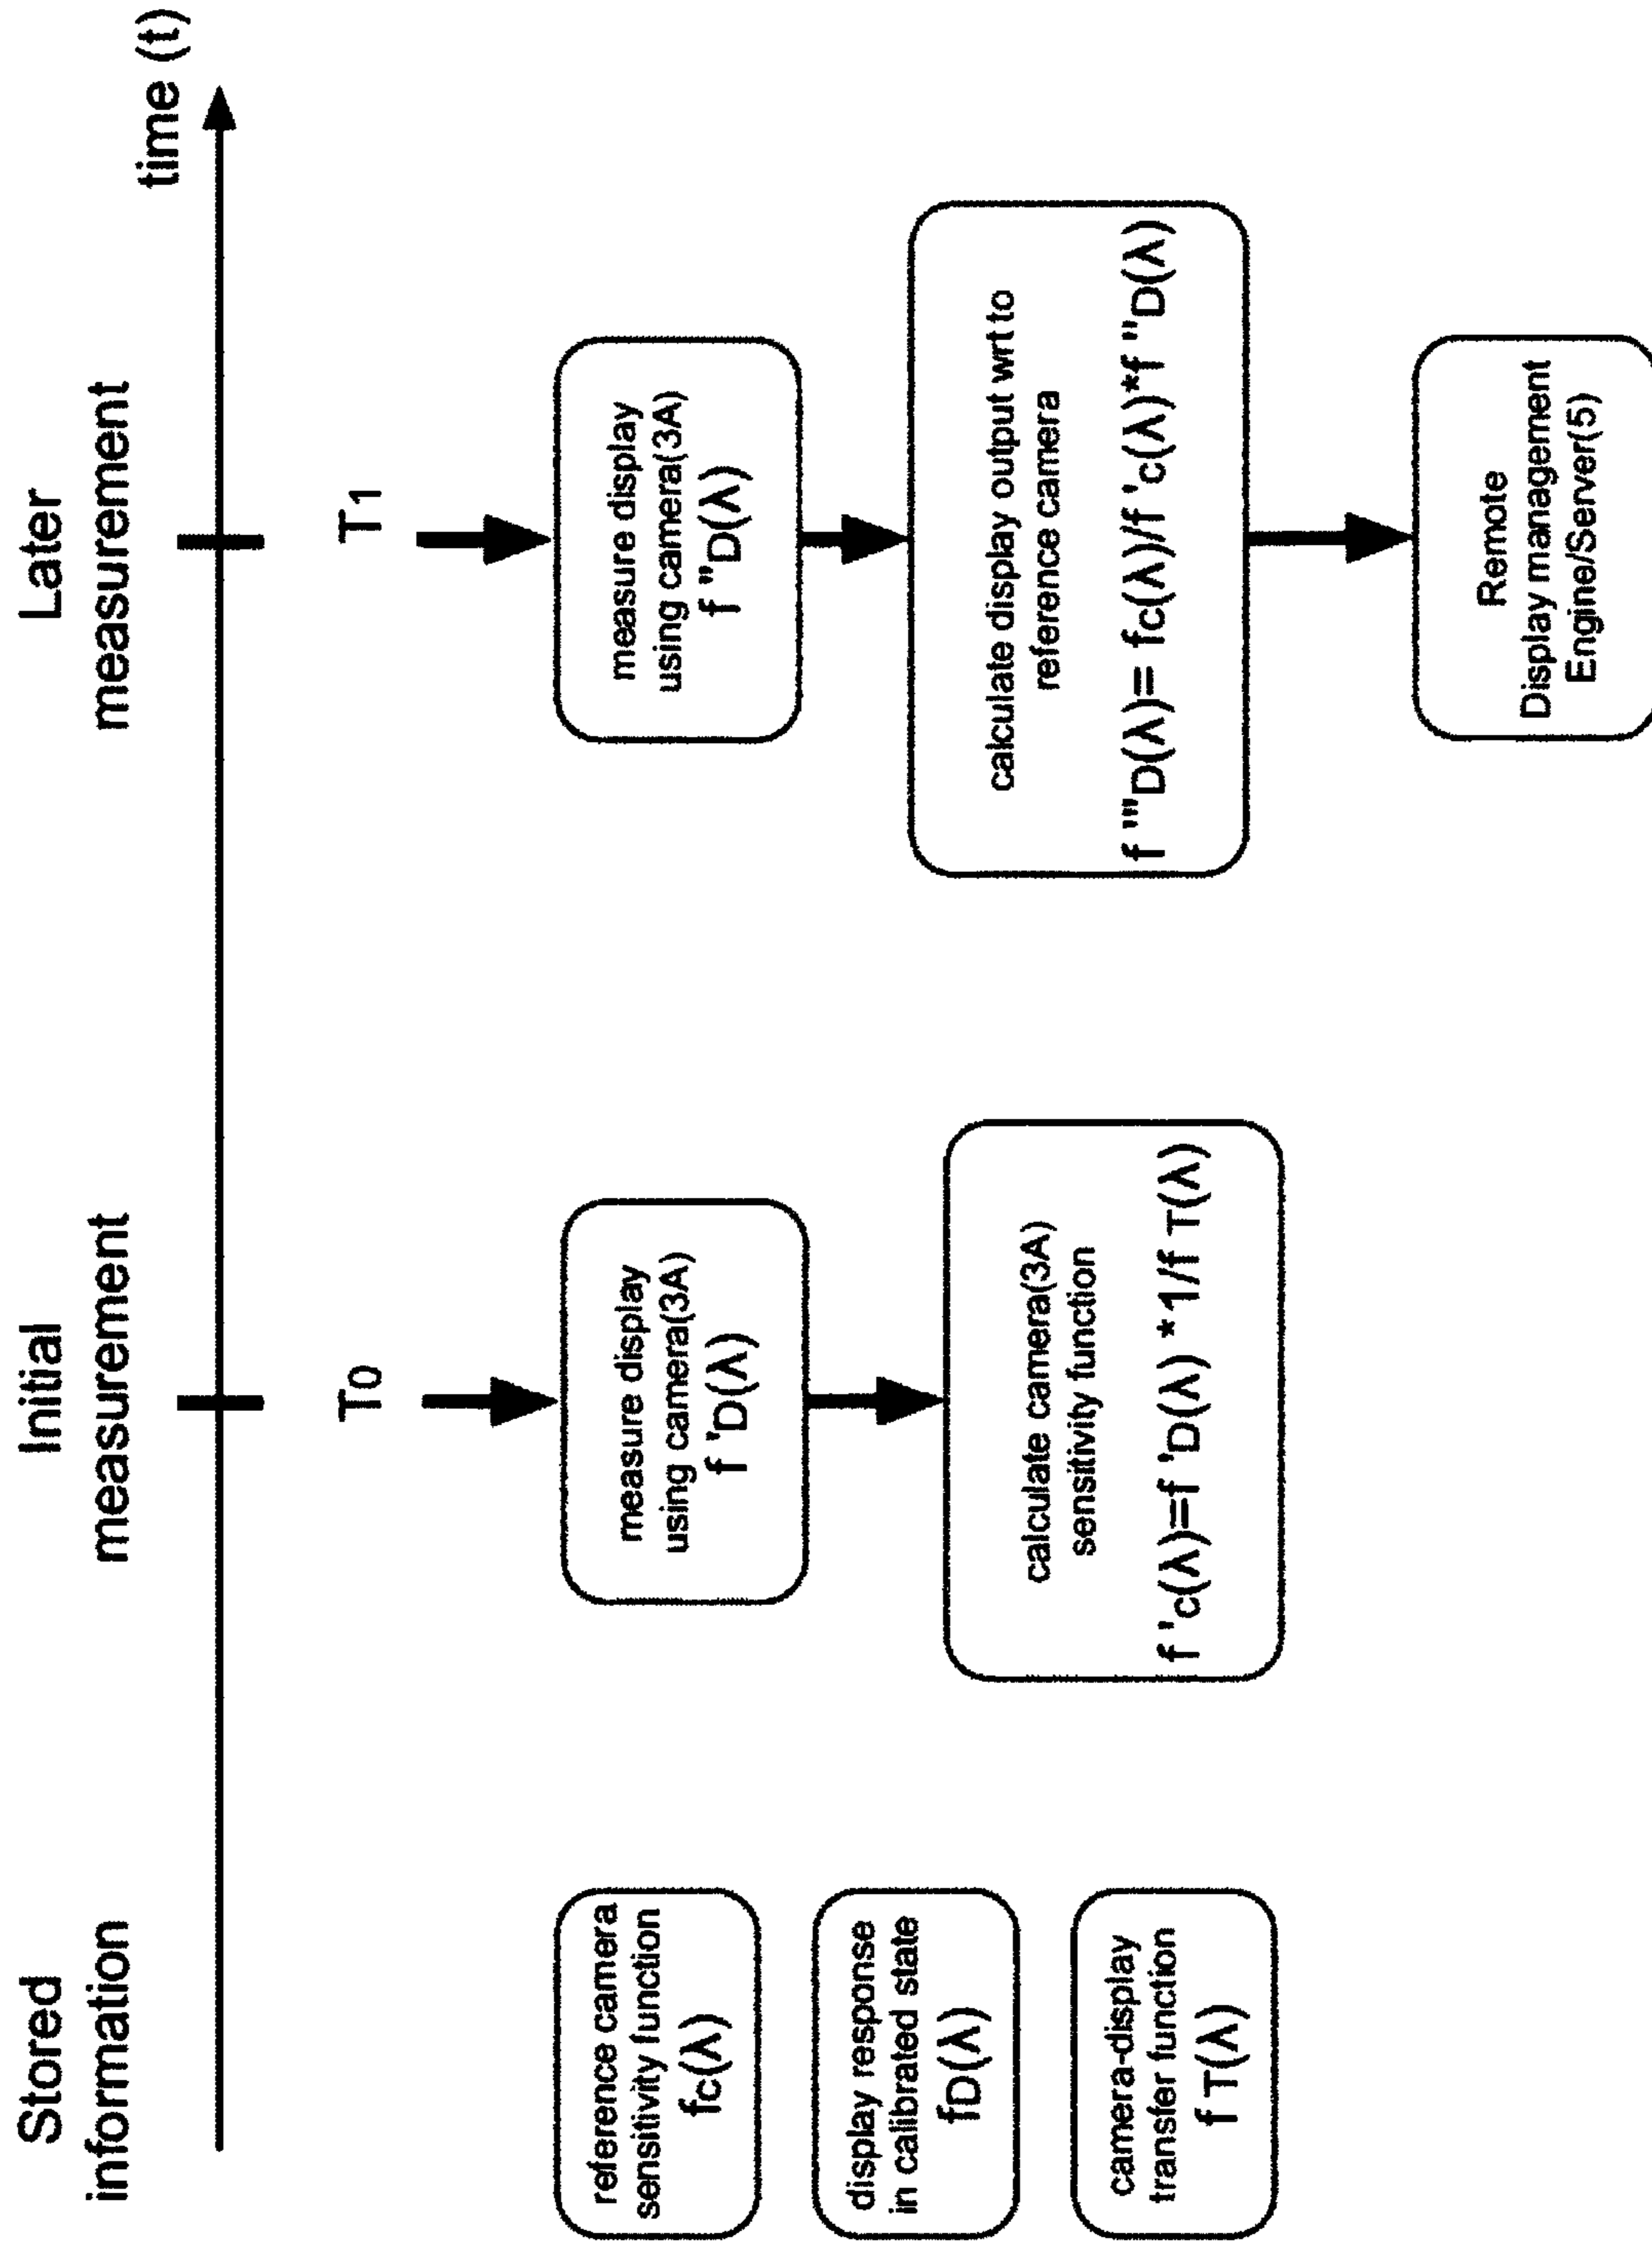 Stored
information
Initial
measurement
Later
measurement
time (t)
reference camera
sensitivity function
fc(λ)
display response
in calibrated state
fD(λ)
camera-display
transfer function
f T(λ)
T0
measure display
using camera(3A)
f 'D(λ)
calculate camera(3A)
sensitivity function
f 'c(λ)=f 'D(λ) *1/f T(λ)
T1
measure display
using camera(3A)
f "D(λ)
calculate display output wrt to
reference camera
f '"D(λ)= fc(λ)/f 'c(λ)*f "D(λ)
Remote
Display management
Engine/Server(5)